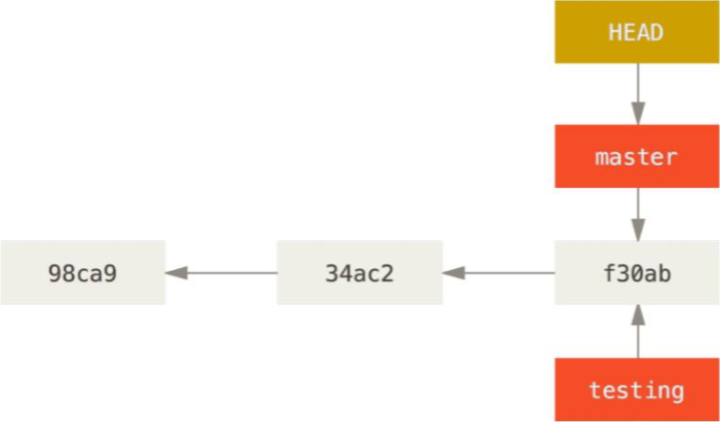 HEAD
master
98ca9
34ac2
f30ab
testing